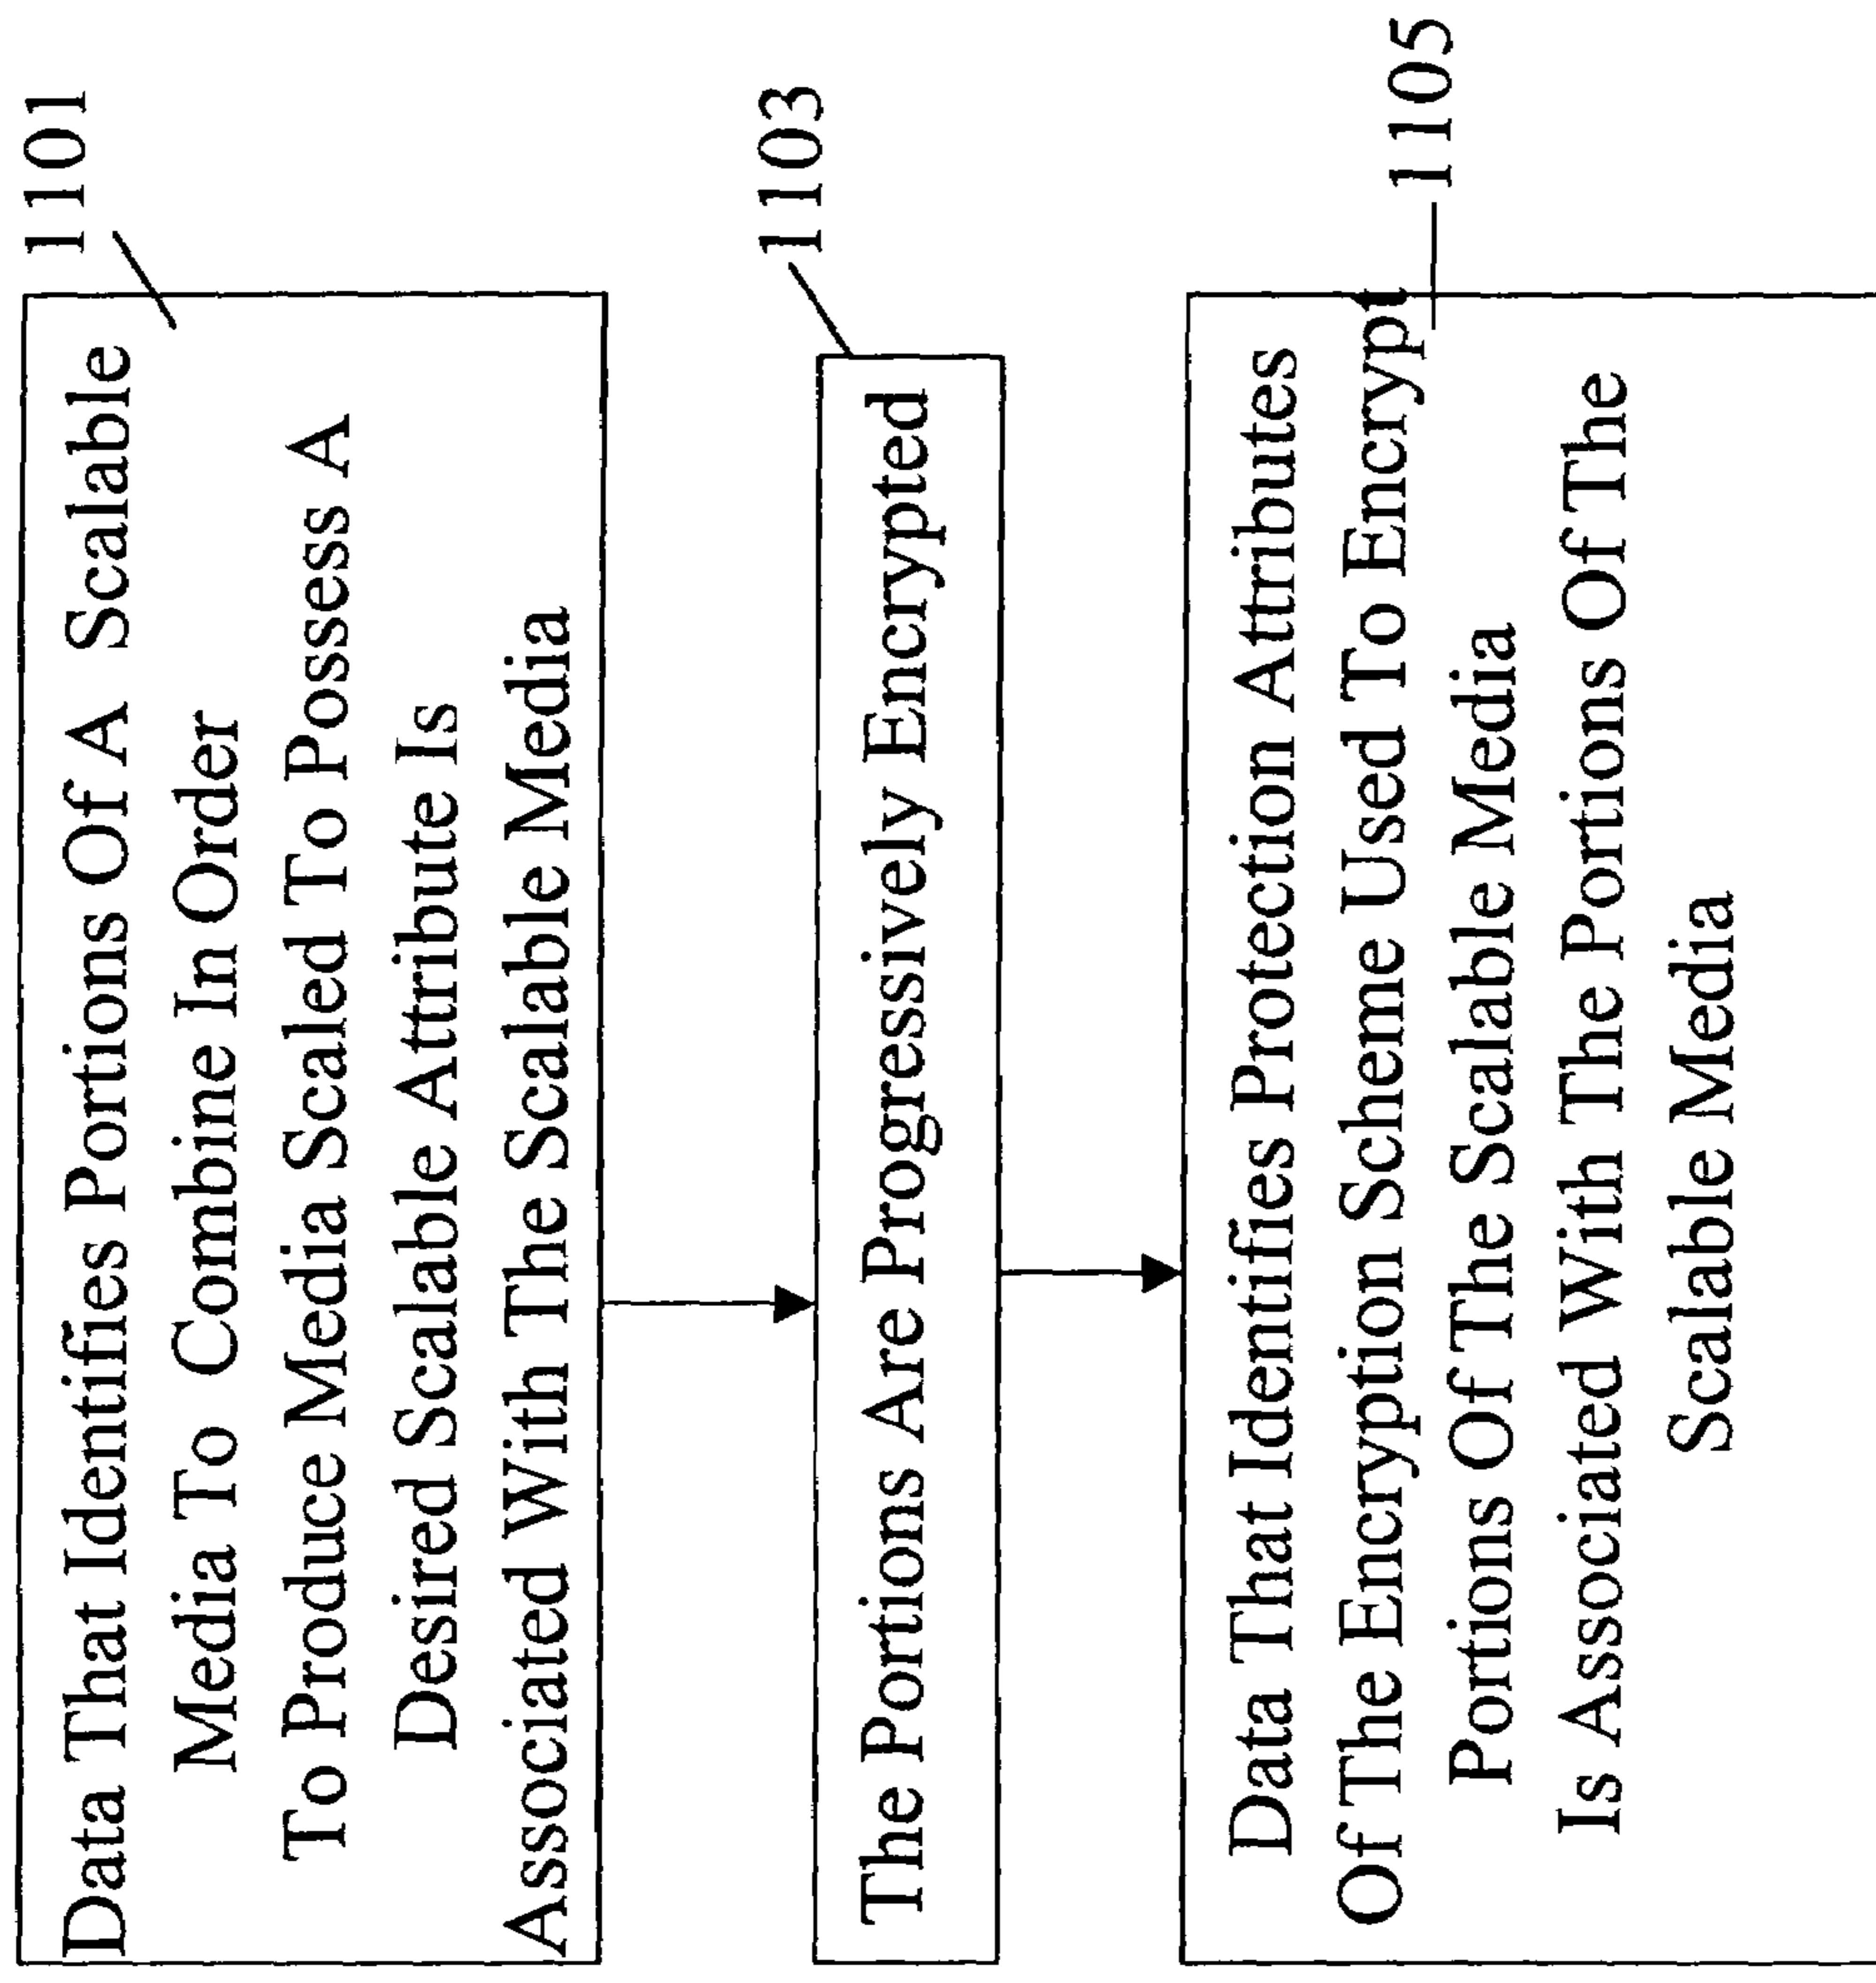 Data That Identifies Portions Of A Scalable
Media To Combine In Order
To Produce Media Scaled To Possess A
Desired Scalable Attribute Is
Associated With The Scalable Media
1101
The Portions Are Progressively Encrypted
1103
Data That Identifies Protection Attributes
Of The Encryption Scheme Used To Encrypt
Portions Of The Scalable Media
Is Associated With The Portions Of The
Scalable Media
1105